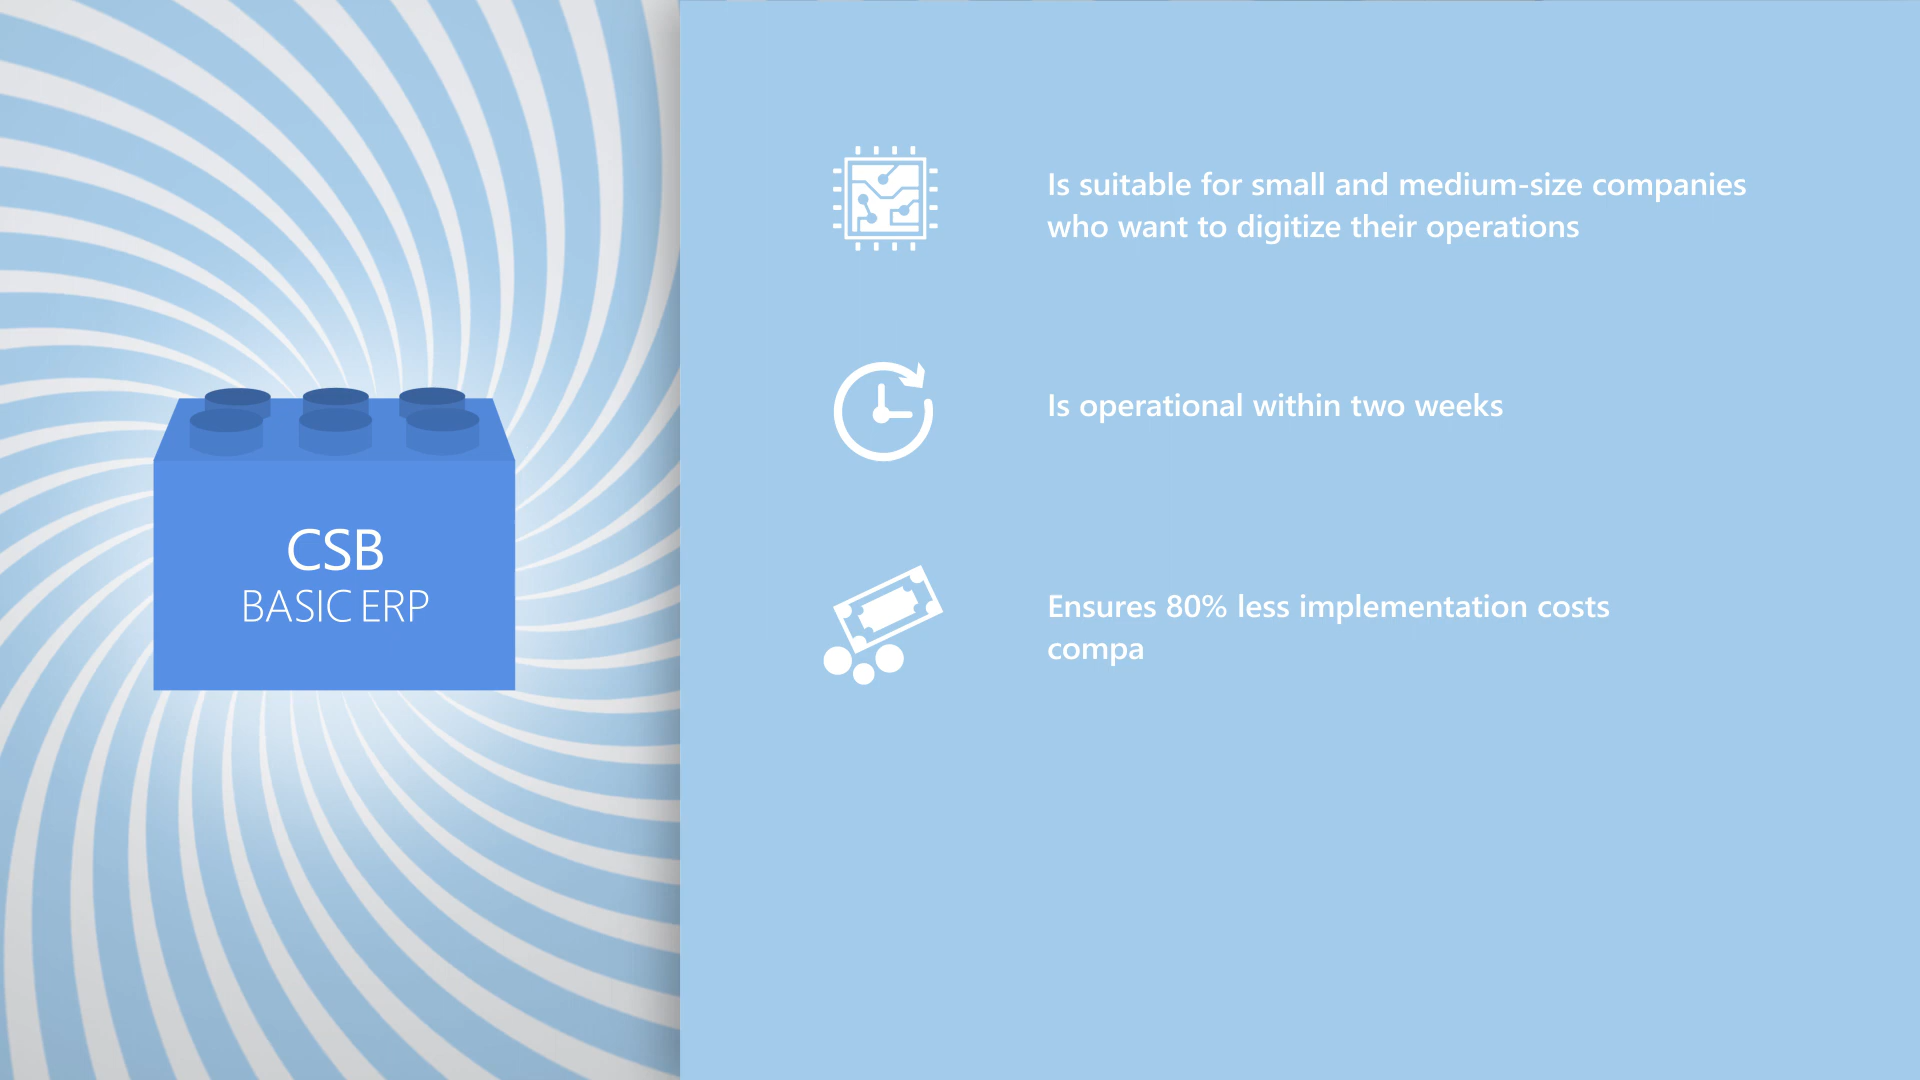 CSB
BASIC ERP
Is suitable for small and medium-size companies
who want to digitize their operations
Is operational within two weeks
Ensures 80% less implementation costs
compa